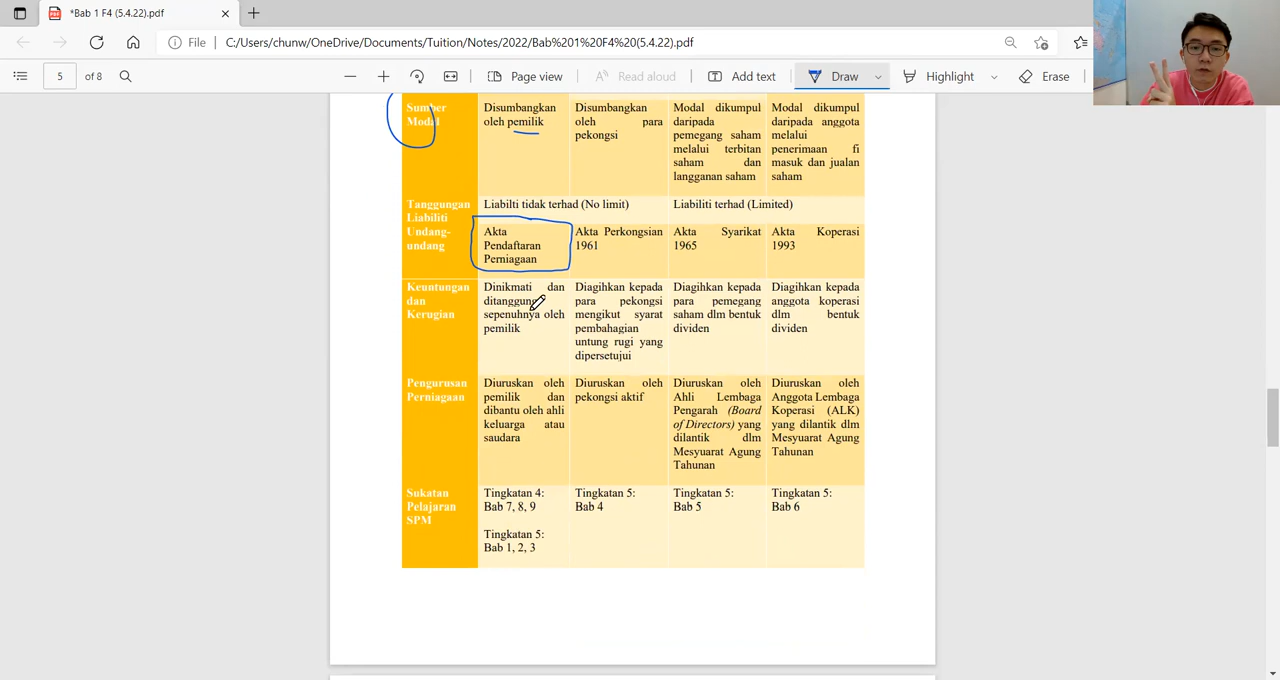 *Bab 1 F4 (5.4.22).pdf
File
C:/Users/chunw/OneDrive/Documents/Tuition/Notes/2022/Bab%201%20F4%20(5.4.22).pdf
5 of 8
Page view
Read aloud
Add text
Draw
Highlight
Erase
Sumber
Modal
Disumbangkan
oleh pemilik
Disumbangkan
oleh para
pekongsi
Modal dikumpul
daripada
pemegang saham
melalui terbitan
saham dan
langganan saham
Modal dikumpul
daripada anggota
melalui
penerimaan fi
masuk dan jualan
saham
Tanggungan
Liabiliti
Liabilti tidak terhad (No limit)
Liabiliti terhad (Limited)
Undang-
undang
Akta
Pendaftaran
Perniagaan
Akta Perkongsian
1961
Akta Syarikat
1965
Akta Koperasi
1993
Keuntungan
dan
Kerugian
Dinikmati dan
ditanggung
sepenuhnya oleh
pemilik
Diagihkan kepada
para pekongsi
mengikut syarat
pembahagian
untung rugi yang
dipersetujui
Diagihkan kepada
para pemegang
saham dlm bentuk
dividen
Diagihkan kepada
anggota koperasi
dlm bentuk
dividen
Pengurusan
Perniagaan
Diuruskan oleh
pemilik dan
dibantu oleh ahli
keluarga atau
saudara
Diuruskan oleh
pekongsi aktif
Diuruskan oleh
Ahli Lembaga
Pengarah (Board
of Directors) yang
dilantik dlm
Mesyuarat Agung
Tahunan
Diuruskan oleh
Anggota Lembaga
Koperasi (ALK)
yang dilantik dlm
Mesyuarat Agung
Tahunan
Sukatan
Pelajaran
SPM
Tingkatan 4:
Bab 7, 8, 9
Tingkatan 5:
Bab 1, 2, 3
Tingkatan 5:
Bab 4
Tingkatan 5:
Bab 5
Tingkatan 5:
Bab 6